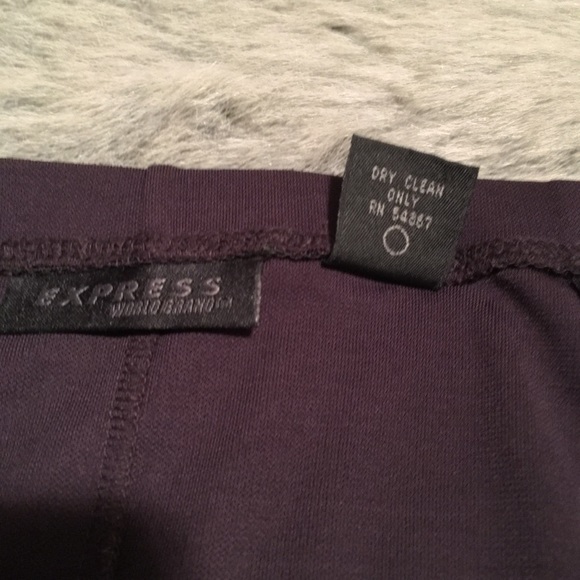 EXPRESS
WORLD BRAND
DRY CLEAN
ONLY
RN 54867